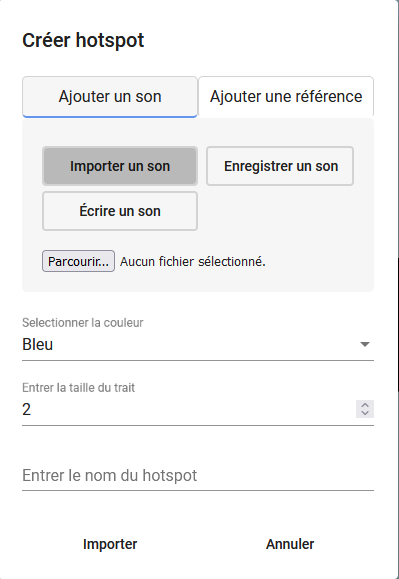 Créer hotspot
Ajouter un son
Ajouter une référence
Importer un son
Enregistrer un son
Écrire un son
Parcourir... Aucun fichier sélectionné.
Selectionner la couleur
Bleu
Entrer la taille du trait
2
Entrer le nom du hotspot
Importer
Annuler